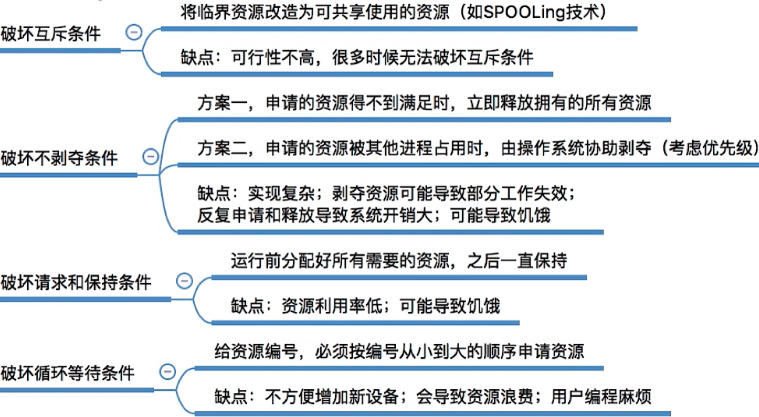 破坏互斥条件
将临界资源改造为可共享使用的资源（如SPOOLing技术）
缺点：可行性不高，很多时候无法破坏互斥条件
破坏不剥夺条件
方案一，申请的资源得不到满足时，立即释放拥有的所有资源
方案二，申请的资源被其他进程占用时，由操作系统协助剥夺（考虑优先级）
缺点：实现复杂；剥夺资源可能导致部分工作失效；
反复申请和释放导致系统开销大；可能导致饥饿
破坏请求和保持条件
运行前分配好所有需要的资源，之后一直保持
缺点：资源利用率低；可能导致饥饿
破坏循环等待条件
给资源编号，必须按编号从小到大的顺序申请资源
缺点：不方便增加新设备；会导致资源浪费；用户编程麻烦